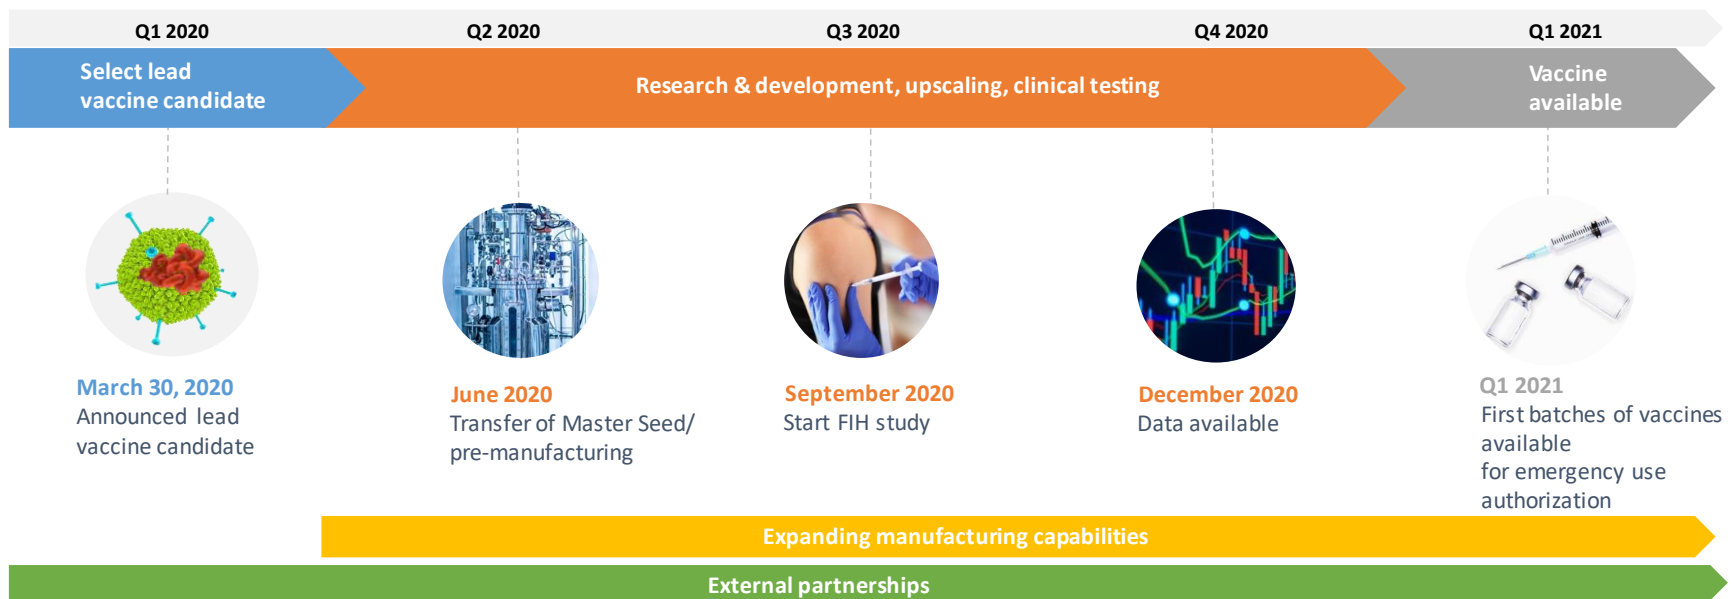 Q1 2020
Q2 2020
Q3 2020
Q4 2020
Q1 2021
Select lead
vaccine candidate
Research & development, upscaling, clinical testing
Vaccine
available
March 30, 2020
Announced lead
vaccine candidate
June 2020
Transfer of Master Seed/
pre-manufacturing
September 2020
Start FIH study
December 2020
Data available
Q1 2021
First batches of vaccines
available
for emergency use
authorization
Expanding manufacturing capabilities
External partnerships